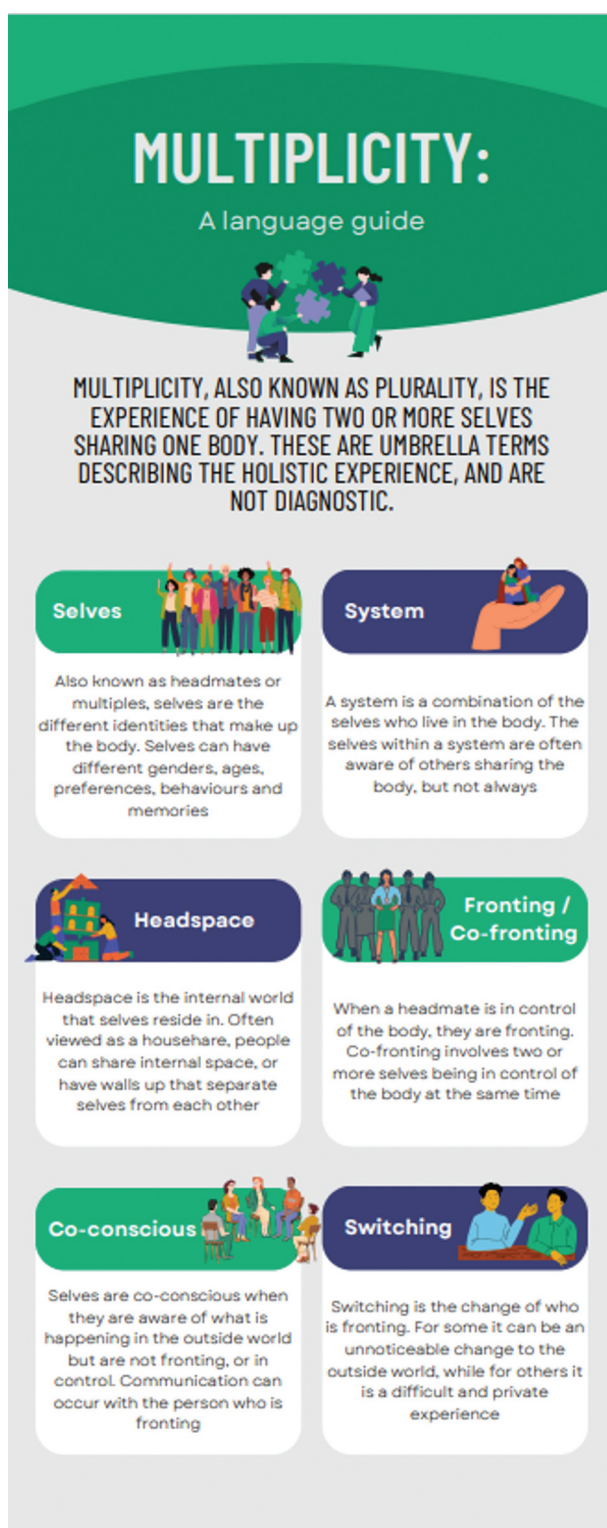 MULTIPLICITY:
A language guide
MULTIPLICITY, ALSO KNOWN AS PLURALITY, IS THE
EXPERIENCE OF HAVING TWO OR MORE SELVES
SHARING ONE BODY. THESE ARE UMBRELLA TERMS
DESCRIBING THE HOLISTIC EXPERIENCE, AND ARE
NOT DIAGNOSTIC.
Selves
Also known as headmates or
multiples, selves are the
different identities that make up
the body. Selves can have
different genders, ages,
preferences, behaviours and
memories
System
A system is a combination of the
selves who live in the body. The
selves within a system are often
aware of others sharing the
body, but not always
Headspace
Headspace is the internal world
that selves reside in. Often
viewed as a househare, people
can share internal space, or
have walls up that separate
selves from each other
Fronting /
Co-fronting
When a headmate is in control
of the body, they are fronting.
Co-fronting involves two or
more selves being in control of
the body at the same time
Co-conscious
Selves are co-conscious when
they are aware of what is
happening in the outside world
but are not fronting, or in
control. Communication can
occur with the person who is
fronting
Switching
Switching is the change of who
is fronting. For some it can be an
unnoticeable change to the
outside world, while for others it
is a difficult and private
experience